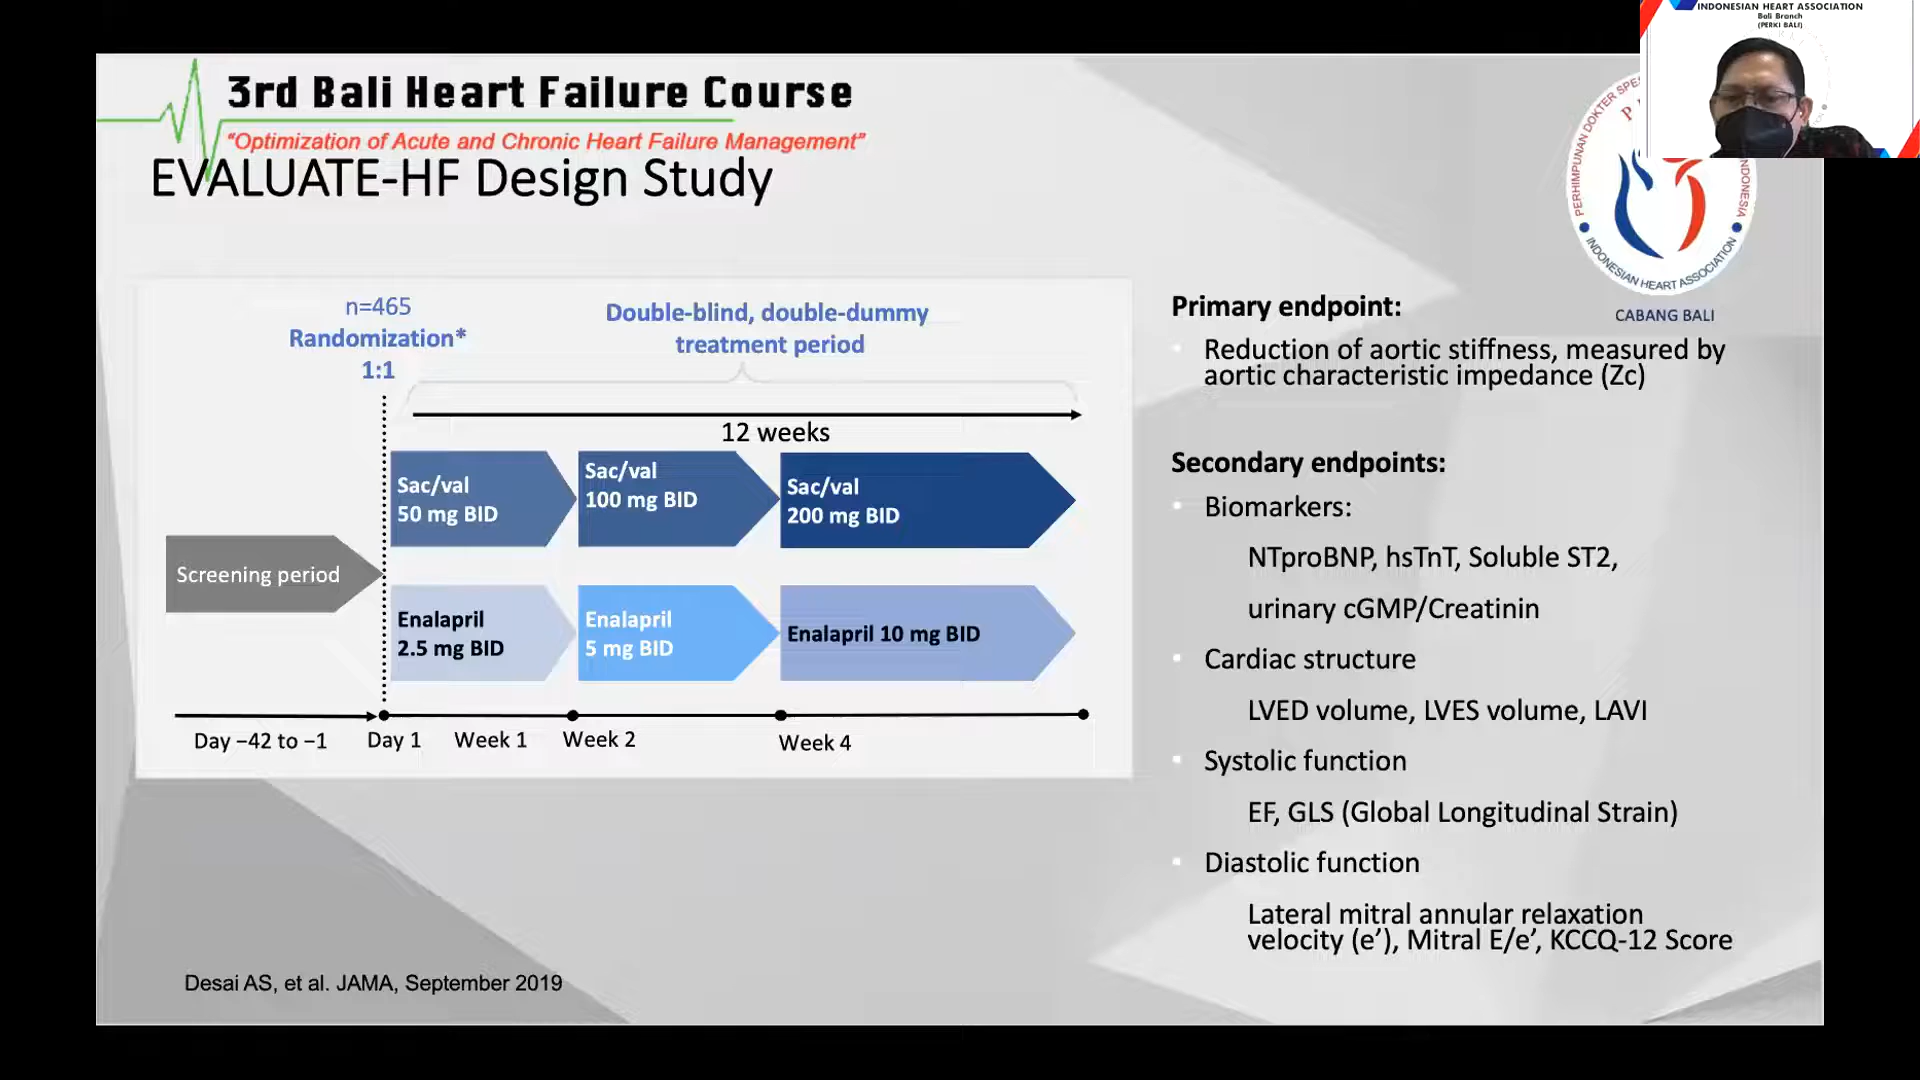 INDONESIAN HEART ASSOCIATION
Bali Branch
(PERKI BALI)
3rd Bali Heart Failure Course
“Optimization of Acute and Chronic Heart Failure Management”
EVALUATE-HF Design Study
INDONESIAN HEART ASSOCIATION
CABANG BALI
n=465
Randomization*
1:1
Double-blind, double-dummy
treatment period
12 weeks
Sac/val
50 mg BID
Sac/val
100 mg BID
Sac/val
200 mg BID
Screening period
Enalapril
2.5 mg BID
Enalapril
5 mg BID
Enalapril 10 mg BID
Day −42 to −1
Day 1
Week 1
Week 2
Week 4
Primary endpoint:
Reduction of aortic stiffness, measured by
aortic characteristic impedance (Zc)
Secondary endpoints:
Biomarkers:
NTproBNP, hsTnT, Soluble ST2,
urinary cGMP/Creatinin
Cardiac structure
LVED volume, LVES volume, LAVI
Systolic function
EF, GLS (Global Longitudinal Strain)
Diastolic function
Lateral mitral annular relaxation
velocity (e’), Mitral E/e’, KCCQ-12 Score
Desai AS, et al. JAMA, September 2019